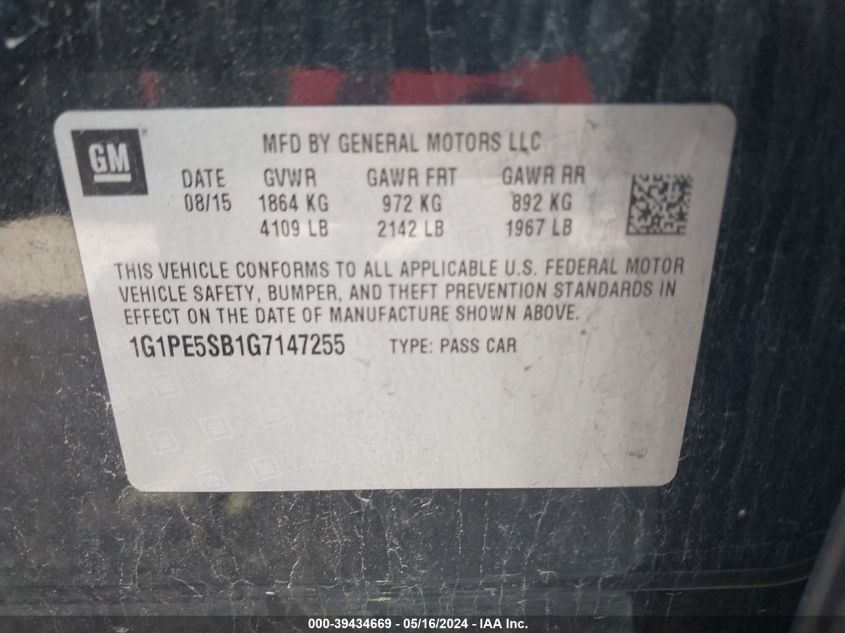 GM
MFD BY GENERAL MOTORS LLC
DATE GVWR GAWR FRT GAWR RR
08/15 1864 KG 972 KG 892 KG
4109 LB 2142 LB 1967 LB
THIS VEHICLE CONFORMS TO ALL APPLICABLE U.S. FEDERAL MOTOR
VEHICLE SAFETY, BUMPER, AND THEFT PREVENTION STANDARDS IN
EFFECT ON THE DATE OF MANUFACTURE SHOWN ABOVE.
1G1PE5SB1G7147255 TYPE: PASS CAR
000-39434669 - 05/16/2024 - IAA Inc.